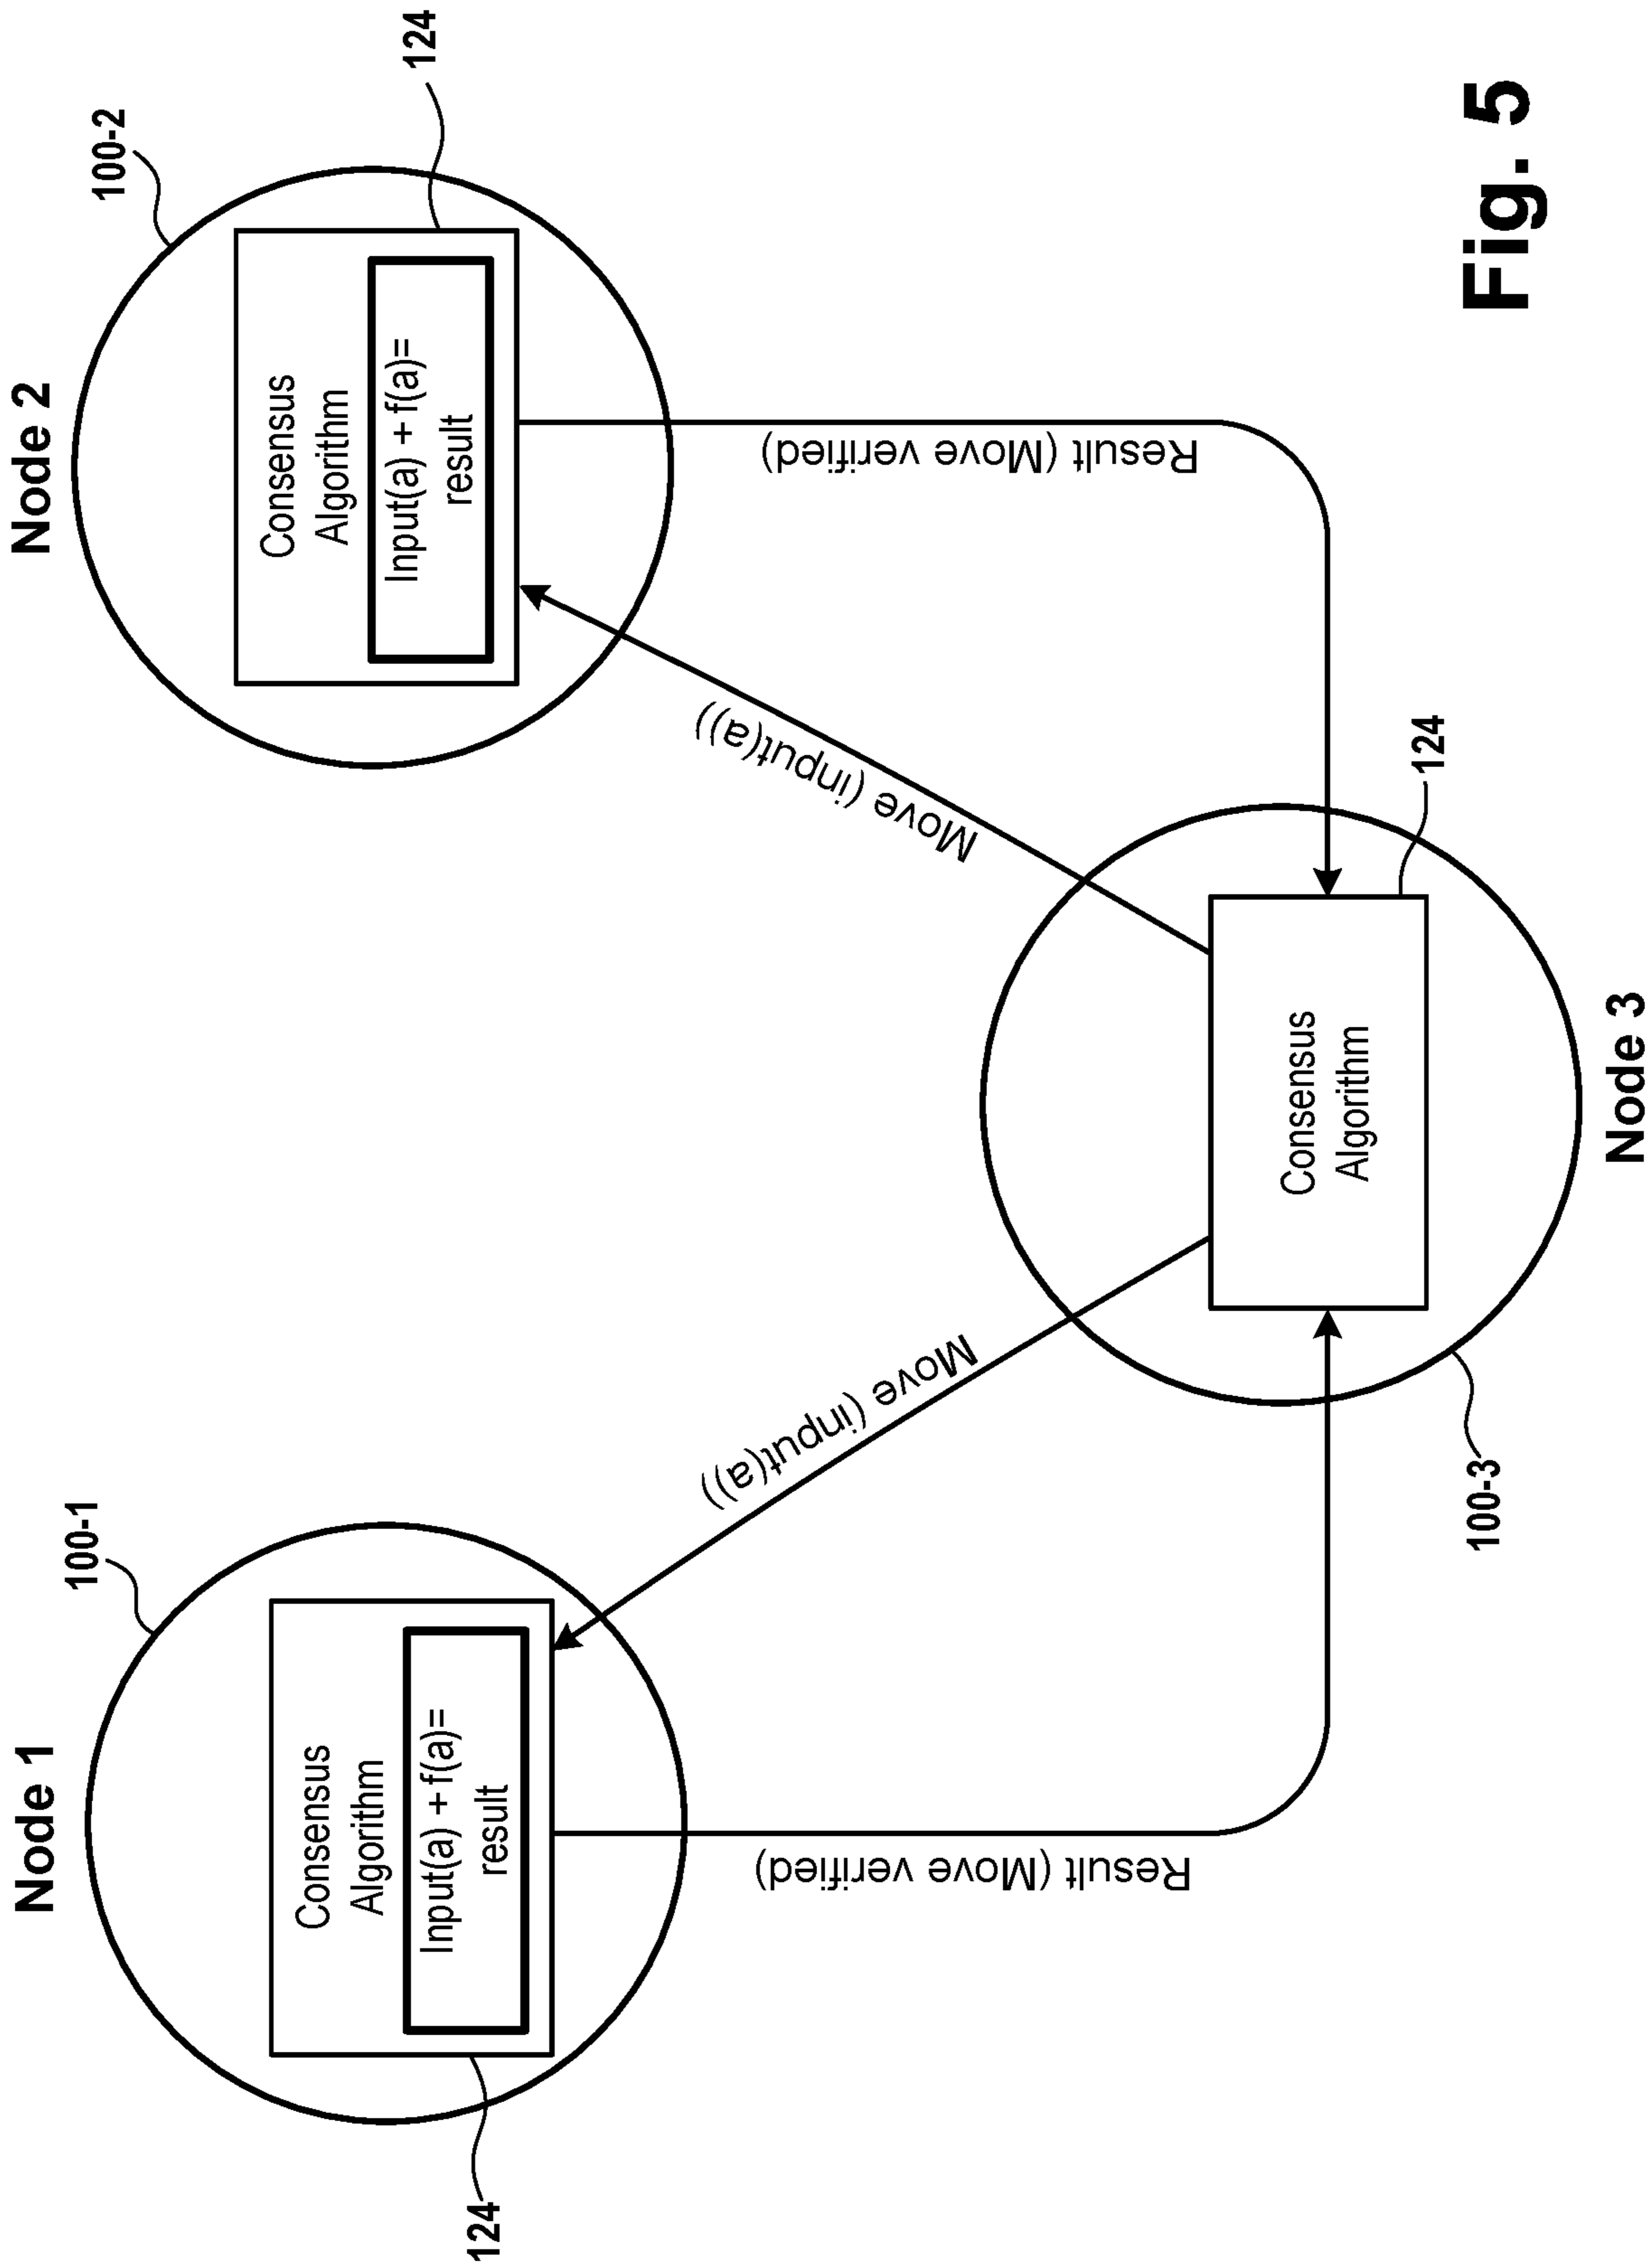 Node 1
100-1
Consensus
Algorithm
Input(a) + f(a)=
result
124
Result (Move verified)
Move (input(a))
Node 2
100-2
Consensus
Algorithm
Input(a) + f(a)=
result
124
Move (input(a))
Result (Move verified)
Consensus
Algorithm
124
100-3
Node 3
Fig. 5